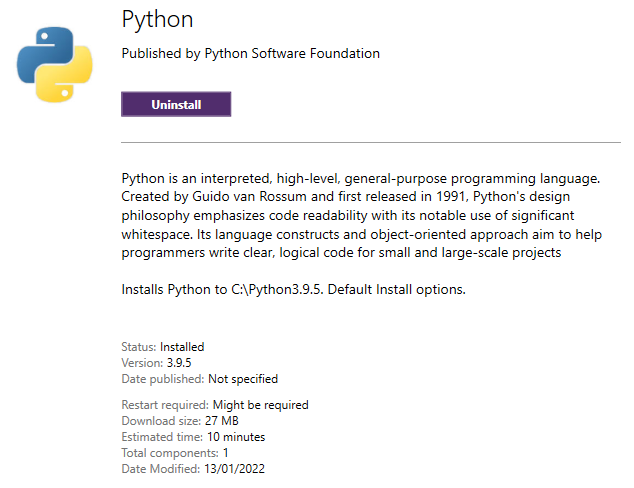 Python
Published by Python Software Foundation
Uninstall
Python is an interpreted, high-level, general-purpose programming language.
Created by Guido van Rossum and first released in 1991, Python's design
philosophy emphasizes code readability with its notable use of significant
whitespace. Its language constructs and object-oriented approach aim to help
programmers write clear, logical code for small and large-scale projects
Installs Python to C:\Python3.9.5. Default Install options.
Status: Installed
Version: 3.9.5
Date published: Not specified
Restart required: Might be required
Download size: 27 MB
Estimated time: 10 minutes
Total components: 1
Date Modified: 13/01/2022